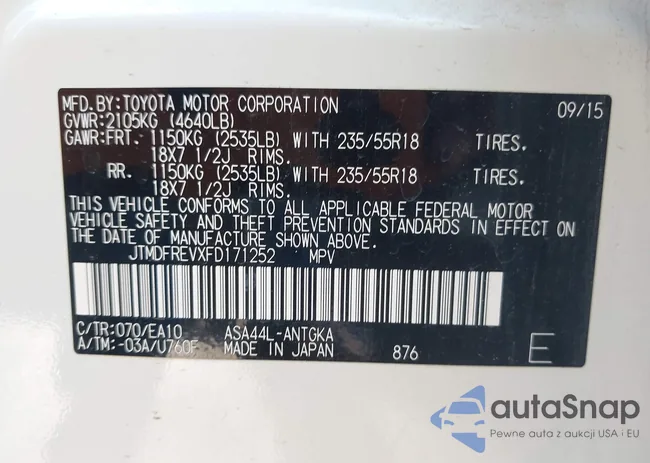 MFD.BY:TOYOTA MOTOR CORPORATION 09/15
GVWR:2105KG (4640LB)
GAWR:FRT. 1150KG (2535LB) WITH 235/55R18 TIRES.
18X7 1/2J RIMS.
RR. 1150KG (2535LB) WITH 235/55R18 TIRES.
18X7 1/2J RIMS.
THIS VEHICLE CONFORMS TO ALL APPLICABLE FEDERAL MOTOR
VEHICLE SAFETY AND THEFT PREVENTION STANDARDS IN EFFECT ON
THE DATE OF MANUFACTURE SHOWN ABOVE.
JTMDFREVXFD171252 MPV
C/TR:070/EA10 ASA44L-ANTGKA
A/TM:-03A/U760F MADE IN JAPAN 876 E
autaSnap
Pewne auta z aukcji USA i EU